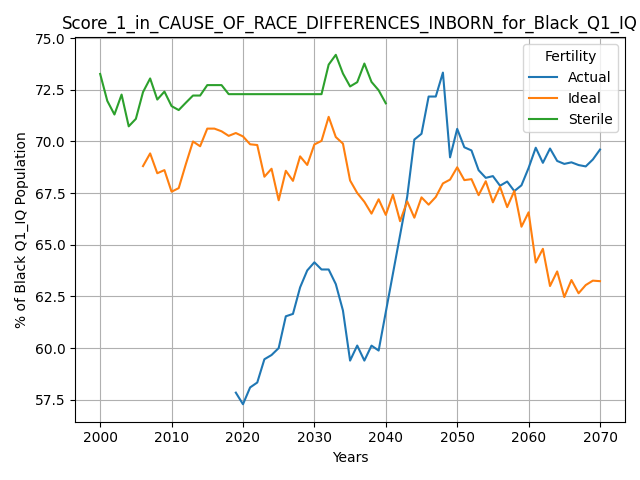 Score_1_in_CAUSE_OF_RACE_DIFFERENCES_INBORN_for_Black_Q1_IQ
75.0
72.5
70.0
67.5
65.0
62.5
60.0
57.5
% of Black Q1_IQ Population
Fertility
Actual
Ideal
Sterile
2000
2010
2020
2030
2040
2050
2060
2070
Years